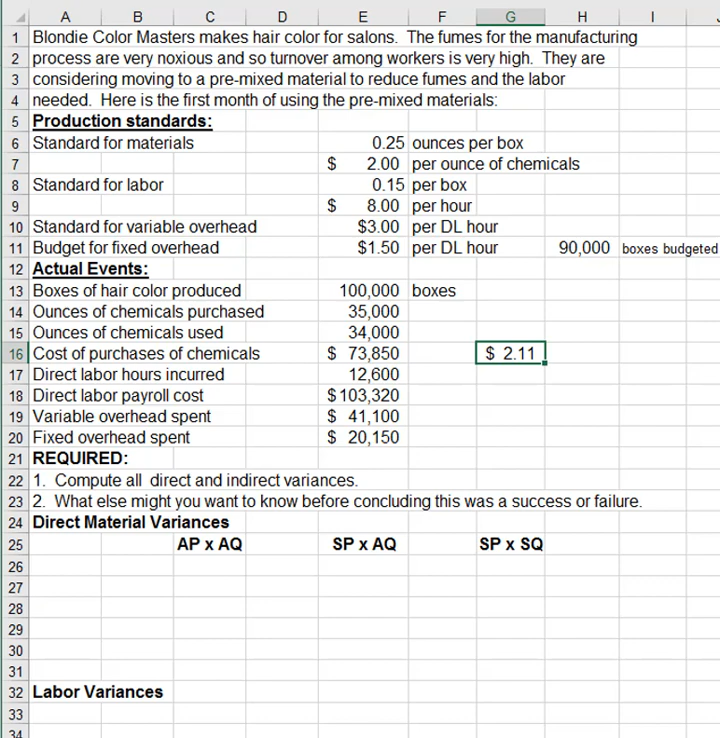 A B C D E F G H I
1 Blondie Color Masters makes hair color for salons. The fumes for the manufacturing
2 process are very noxious and so turnover among workers is very high. They are
3 considering moving to a pre-mixed material to reduce fumes and the labor
4 needed. Here is the first month of using the pre-mixed materials:
5 Production standards:
6 Standard for materials 0.25 ounces per box
7 $ 2.00 per ounce of chemicals
8 Standard for labor 0.15 per box
9 $ 8.00 per hour
10 Standard for variable overhead $3.00 per DL hour
11 Budget for fixed overhead $1.50 per DL hour 90,000 boxes budgeted
12 Actual Events:
13 Boxes of hair color produced 100,000 boxes
14 Ounces of chemicals purchased 35,000
15 Ounces of chemicals used 34,000
16 Cost of purchases of chemicals $ 73,850 $ 2.11
17 Direct labor hours incurred 12,600
18 Direct labor payroll cost $103,320
19 Variable overhead spent $ 41,100
20 Fixed overhead spent $ 20,150
21 REQUIRED:
22 1. Compute all direct and indirect variances.
23 2. What else might you want to know before concluding this was a success or failure.
24 Direct Material Variances
25 AP x AQ SP x AQ SP x SQ
26
27
28
29
30
31
32 Labor Variances
33
34